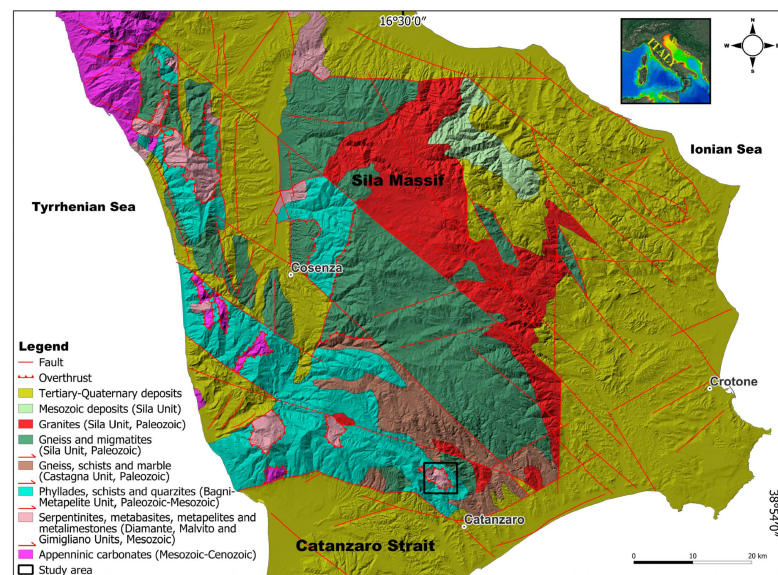 16°30'0"
N
W
E
S
ITALY
Ionian Sea
Sila Massif
Tyrrhenian Sea
Cosenza
Crotone
Catanzaro
Catanzaro Strait
38°54'0"
Legend
Fault
Overthrust
Tertiary-Quaternary deposits
Mesozoic deposits (Sila Unit)
Granites (Sila Unit, Paleozoic)
Gneiss and migmatites
(Sila Unit, Paleozoic)
Gneiss, schists and marble
(Castagna Unit, Paleozoic)
Phyllades, schists and quarzites (Bagni-
Metapelite Unit, Paleozoic-Mesozoic)
Serpentinites, metabasites, metapelites and
metalimestones (Diamante, Malvito and
Gimigliano Units, Mesozoic)
Appenninic carbonates (Mesozoic-Cenozoic)
Study area
0 10 20 km